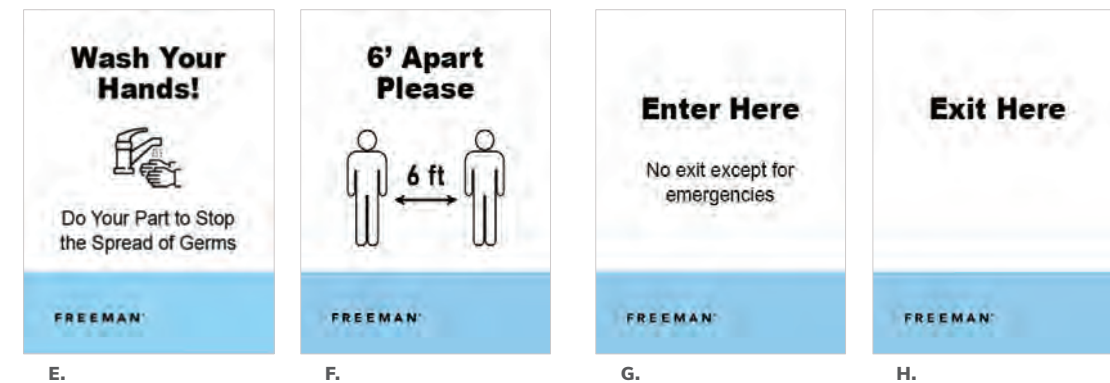 Wash Your
Hands!
Do Your Part to Stop
the Spread of Germs
FREEMAN
E.
6’ Apart
Please
6 ft
FREEMAN
F.
Enter Here
No exit except for
emergencies
FREEMAN
G.
Exit Here
FREEMAN
H.